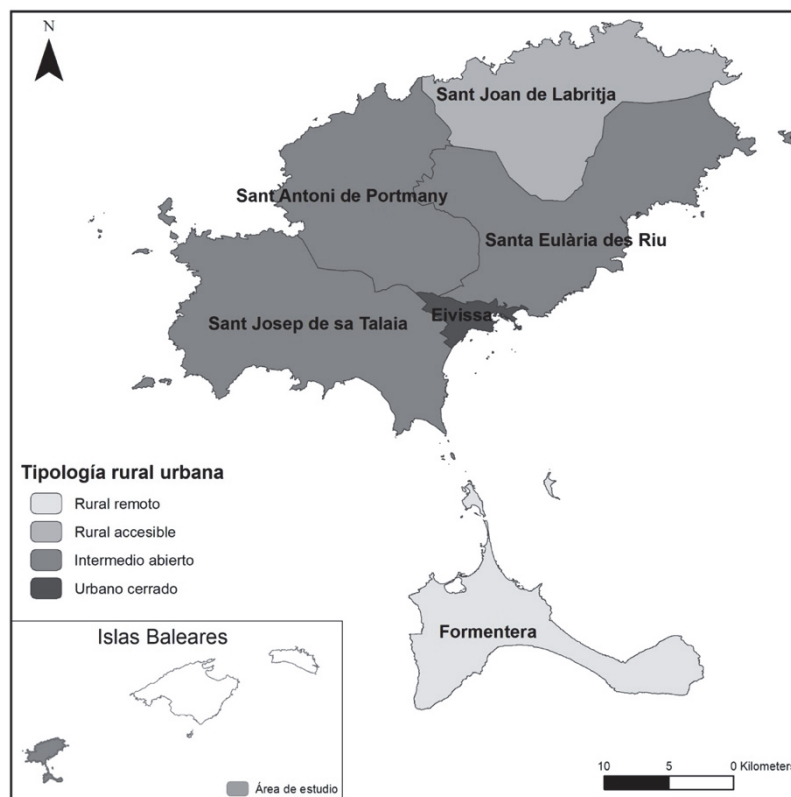 N
Sant Joan de Labritja
Sant Antoni de Portmany
Santa Eulària des Riu
Eivissa
Sant Josep de sa Talaia
Tipología rural urbana
Rural remoto
Rural accesible
Intermedio abierto
Urbano cerrado
Formentera
Islas Baleares
Área de estudio
10 5 0 Kilometers